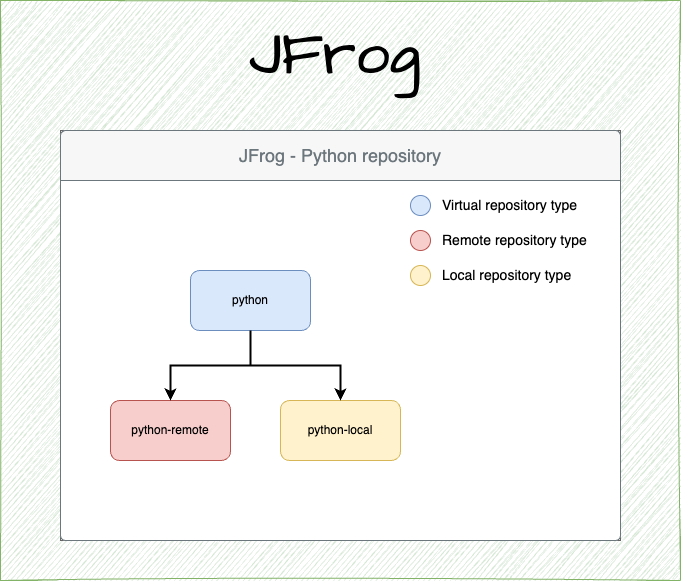 JFrog
JFrog - Python repository
Virtual repository type
Remote repository type
Local repository type
python
python-remote
python-local